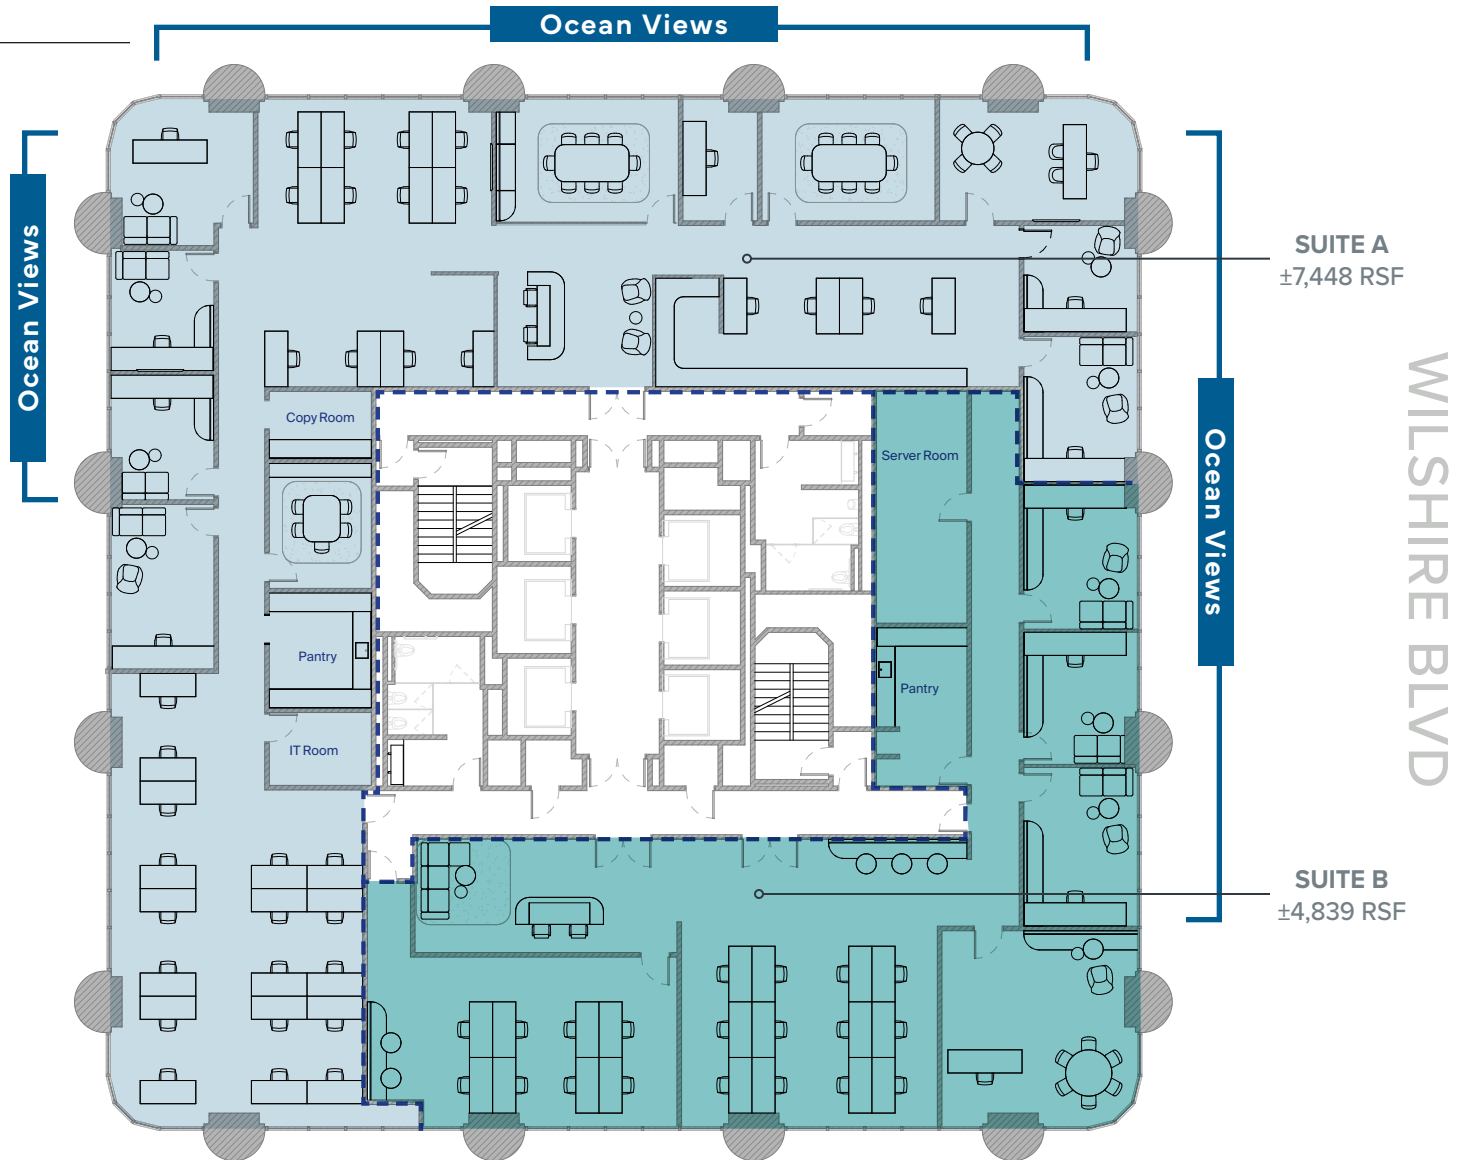 Ocean Views
Ocean Views
SUITE A
±7,448 RSF
WILSHIRE BLVD
Copy Room
Server Room
Ocean Views
Pantry
Pantry
IT Room
SUITE B
±4,839 RSF